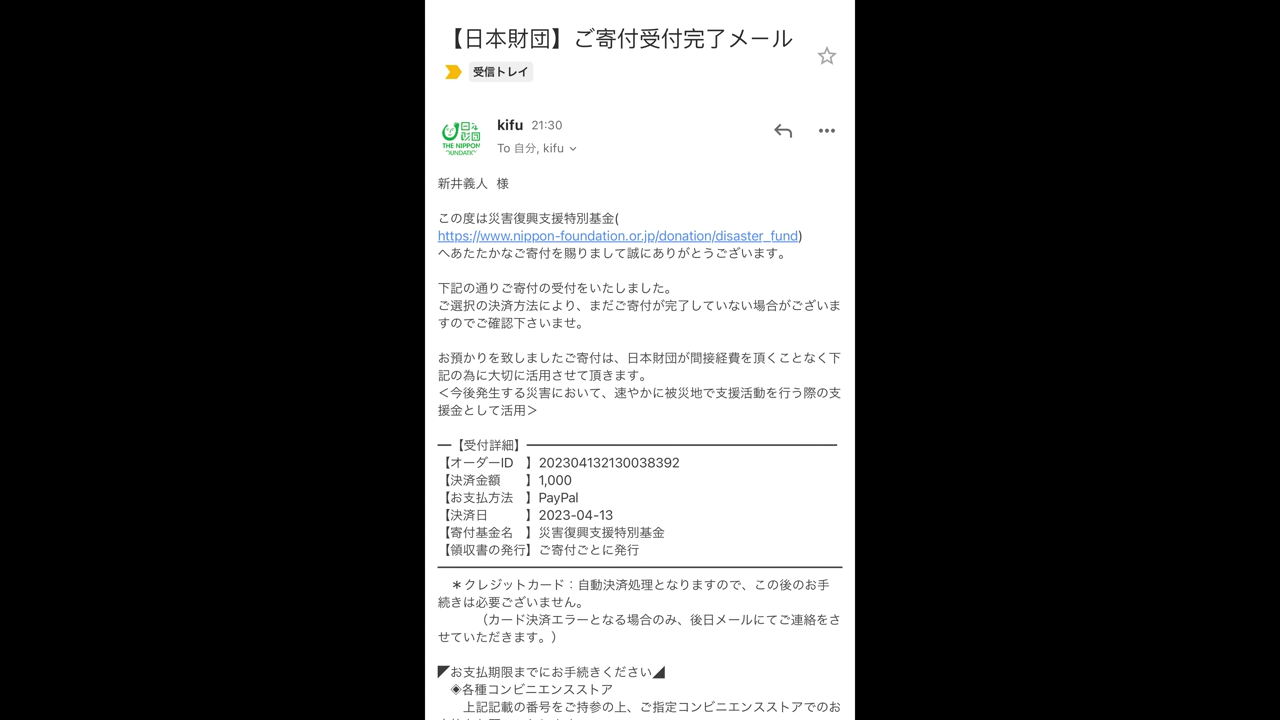 【日本財団】ご寄付受付完了メール
受信トレイ
kifu 21:30
To 自分, kifu
日本財団
THE NIPPON
新井義人 様
この度は災害復興支援特別基金(
https://www.nippon-foundation.or.jp/donation/disaster_fund)
へあたたかなご寄付を賜りまして誠にありがとうございます。
下記の通りご寄付の受付をいたしました。
ご選択の決済方法により、まだご寄付が完了していない場合がございま
すのでご確認下さいませ。
お預かりを致しましたご寄付は、日本財団が間接経費を頂くことなく下
記の為に大切に活用させて頂きます。
＜今後発生する災害において、速やかに被災地で支援活動を行う際の支
援金として活用＞
━【受付詳細】━━━━━━━━━━━━━━━━━━━━
【オーダーID 】202304132130038392
【決済金額 】1,000
【お支払方法 】PayPal
【決済日 】2023-04-13
【寄付基金名 】災害復興支援特別基金
【領収書の発行】ご寄付ごとに発行
＊クレジットカード：自動決済処理となりますので、この後のお手
続きは必要ございません。
（カード決済エラーとなる場合のみ、後日メールにてご連絡をさ
せていただきます。）
◤お支払期限までにお手続きください◢
◈各種コンビニエンスストア
上記記載の番号をご持参の上、ご指定コンビニエンスストアでのお